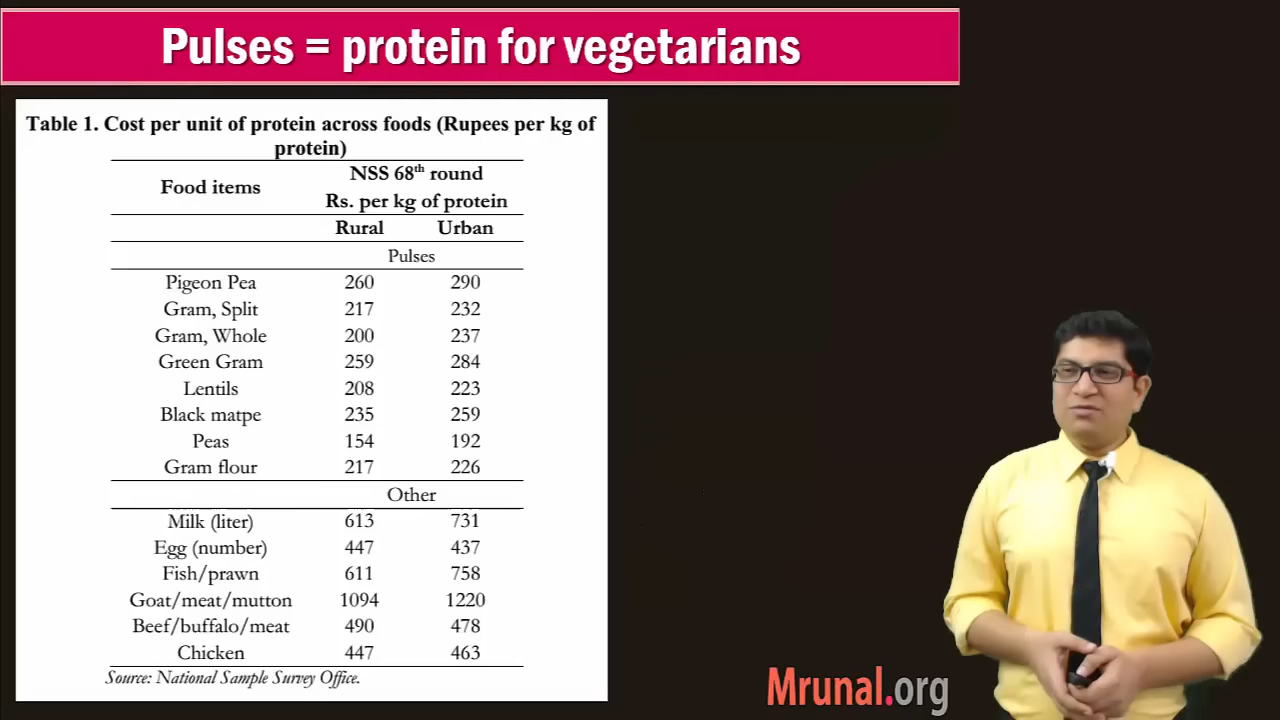 Pulses = protein for vegetarians
Table 1. Cost per unit of protein across foods (Rupees per kg of
protein)
Food items
NSS 68th round
Rs. per kg of protein
Rural Urban
Pulses
Pigeon Pea 260 290
Gram, Split 217 232
Gram, Whole 200 237
Green Gram 259 284
Lentils 208 223
Black matpe 235 259
Peas 154 192
Gram flour 217 226
Other
Milk (liter) 613 731
Egg (number) 447 437
Fish/prawn 611 758
Goat/meat/mutton 1094 1220
Beef/buffalo/meat 490 478
Chicken 447 463
Source: National Sample Survey Office.
Mrunal.org